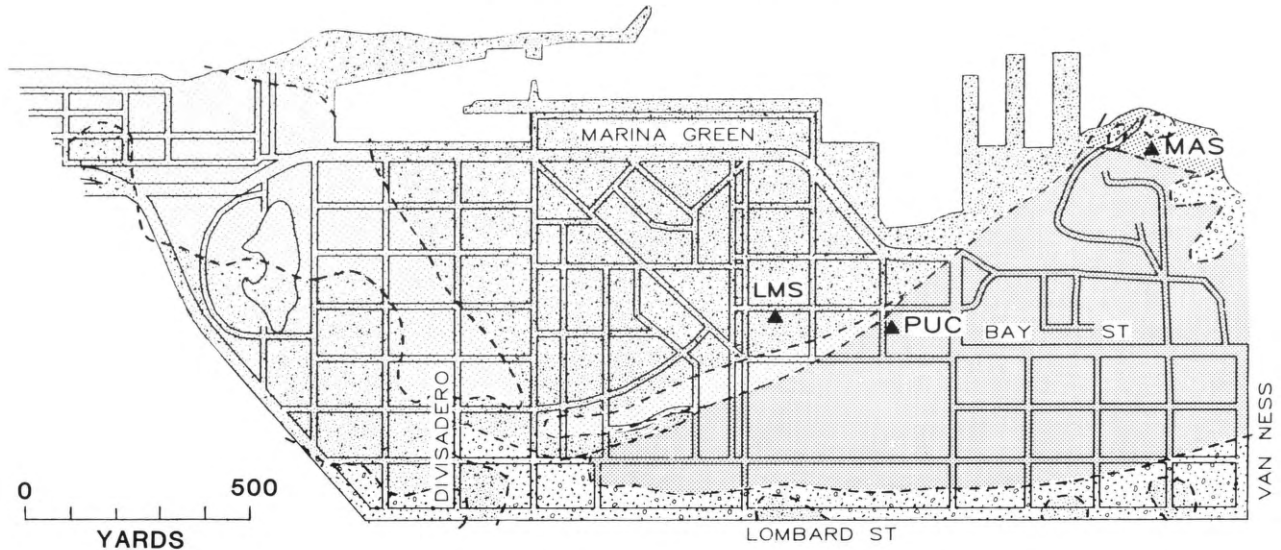 MARINA GREEN
MAS
LMS
PUC
BAY ST
DIVISADERO
VAN NESS
0 500
YARDS
LOMBARD ST